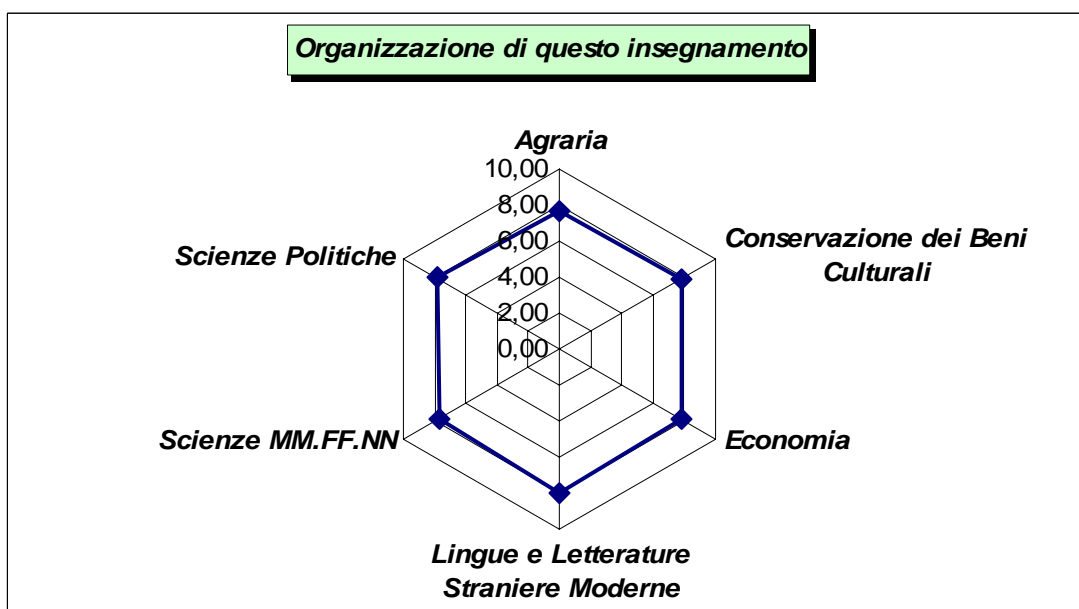 Organizzazione di questo insegnamento
Agraria
10,00
8,00
6,00
4,00
2,00
0,00
Conservazione dei Beni
Culturali
Scienze Politiche
Scienze MM.FF.NN
Economia
Lingue e Letterature
Straniere Moderne